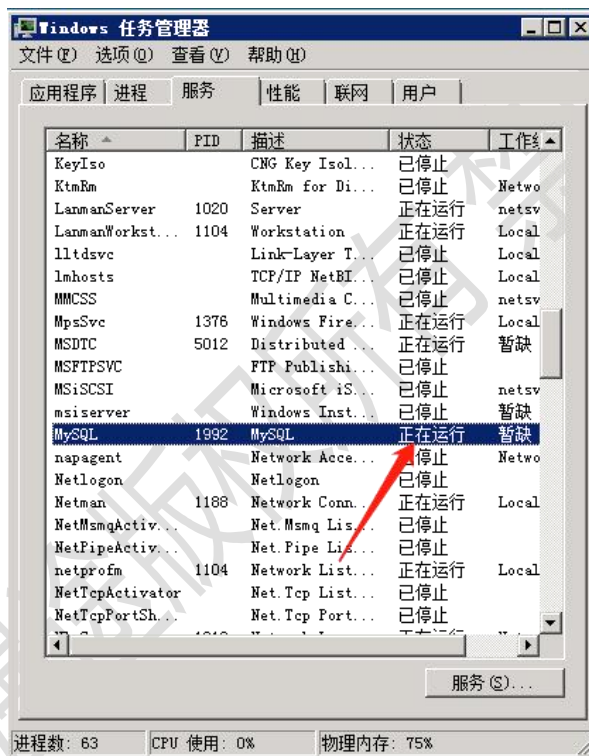 Windows 任务管理器
文件(F) 选项(O) 查看(V) 帮助(H)
应用程序 进程 服务 性能 联网 用户
名称 PID 描述 状态
KeyIso CNG Key Isol... 已停止
KtmRm KtmRm for Di... 已停止 Netwo
LanmanServer 1020 Server 正在运行 netsv
LanmanWorkst... 1104 Workstation 正在运行 Local
lltdsvc Link-Layer T... 已停止 Local
lmhosts TCP/IP NetBI... 已停止 Local
MMCSS Multimedia C... 已停止 netsv
MpsSvc 1376 Windows Fire... 正在运行 Local
MSDTC 5012 Distributed ... 正在运行 暂缺
MSFTPSVC FTP Publishi... 已停止
MSiSCSI Microsoft iS... 已停止 netsv
msiserver Windows Inst... 已停止 暂缺
MySQL 1992 MySQL 正在运行 暂缺
napagent Network Acce... 已停止 Netwo
Netlogon Netlogon 已停止
Netman 1188 Network Conn... 正在运行 Local
NetMsmqActiv... Net.Msmq Lis... 已停止
NetPipeActiv... Net.Pipe Lis... 已停止
netprofm 1104 Network List... 正在运行 Local
NetTcpActivator Net.Tcp List... 已停止
NetTcpPortSh... Net.Tcp Port... 已停止
服务(S)...
进程数: 63 CPU 使用: 0% 物理内存: 75%